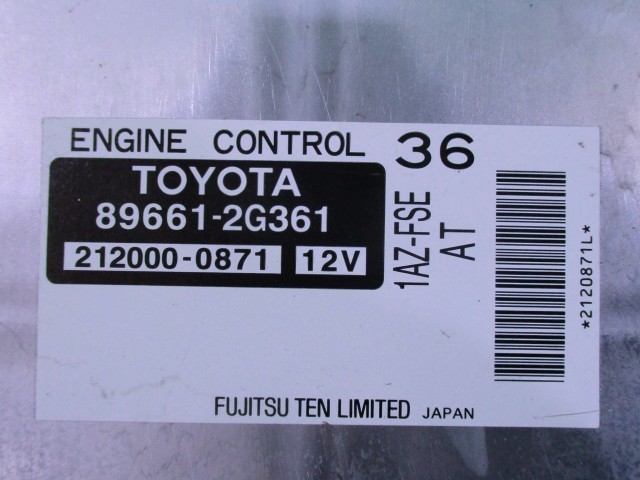 ENGINE CONTROL 36
TOYOTA
89661-2G361
212000-0871 12V
1AZ-FSE
AT
*2120871L*
FUJITSU TEN LIMITED JAPAN